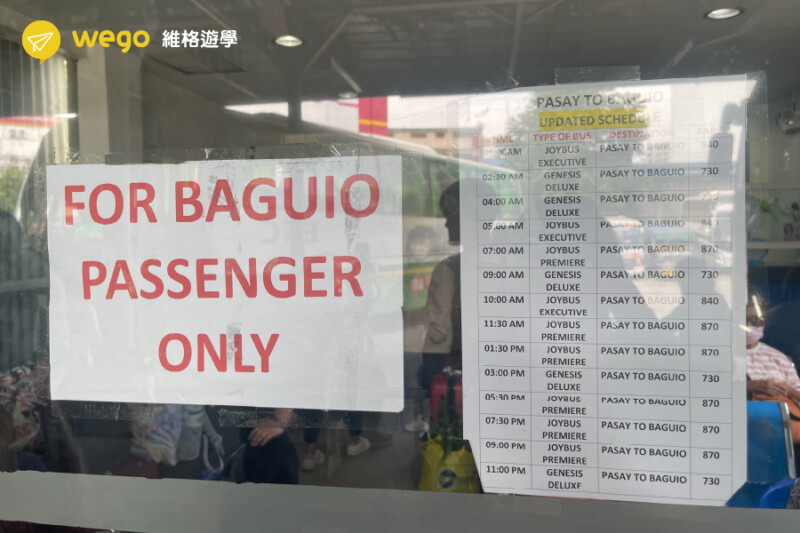 wego 維格遊學
FOR BAGUIO
PASSENGER
ONLY
PASAY TO BAGUIO
UPDATED SCHEDULE
TIME TYPE OF BUS DESTINATION
AM JOYBUS EXECUTIVE PASAY TO BAGUIO 840
02:30 AM GENESIS DELUXE PASAY TO BAGUIO 730
04:00 AM GENESIS DELUXE PASAY TO BAGUIO
05:00 AM JOYBUS EXECUTIVE PASAY TO BAGUIO
07:00 AM JOYBUS PREMIERE PASAY TO BAGUIO 870
09:00 AM GENESIS DELUXE PASAY TO BAGUIO 730
10:00 AM JOYBUS EXECUTIVE PASAY TO BAGUIO 840
11:30 AM JOYBUS PREMIERE PASAY TO BAGUIO 870
01:30 PM JOYBUS PREMIERE PASAY TO BAGUIO 870
03:00 PM GENESIS DELUXE PASAY TO BAGUIO 730
05:30 PM JOYBUS PREMIERE PASAY TO BAGUIO 870
07:30 PM JOYBUS PREMIERE PASAY TO BAGUIO 870
09:00 PM JOYBUS PREMIERE PASAY TO BAGUIO 870
11:00 PM GENESIS DELUXE PASAY TO BAGUIO 730